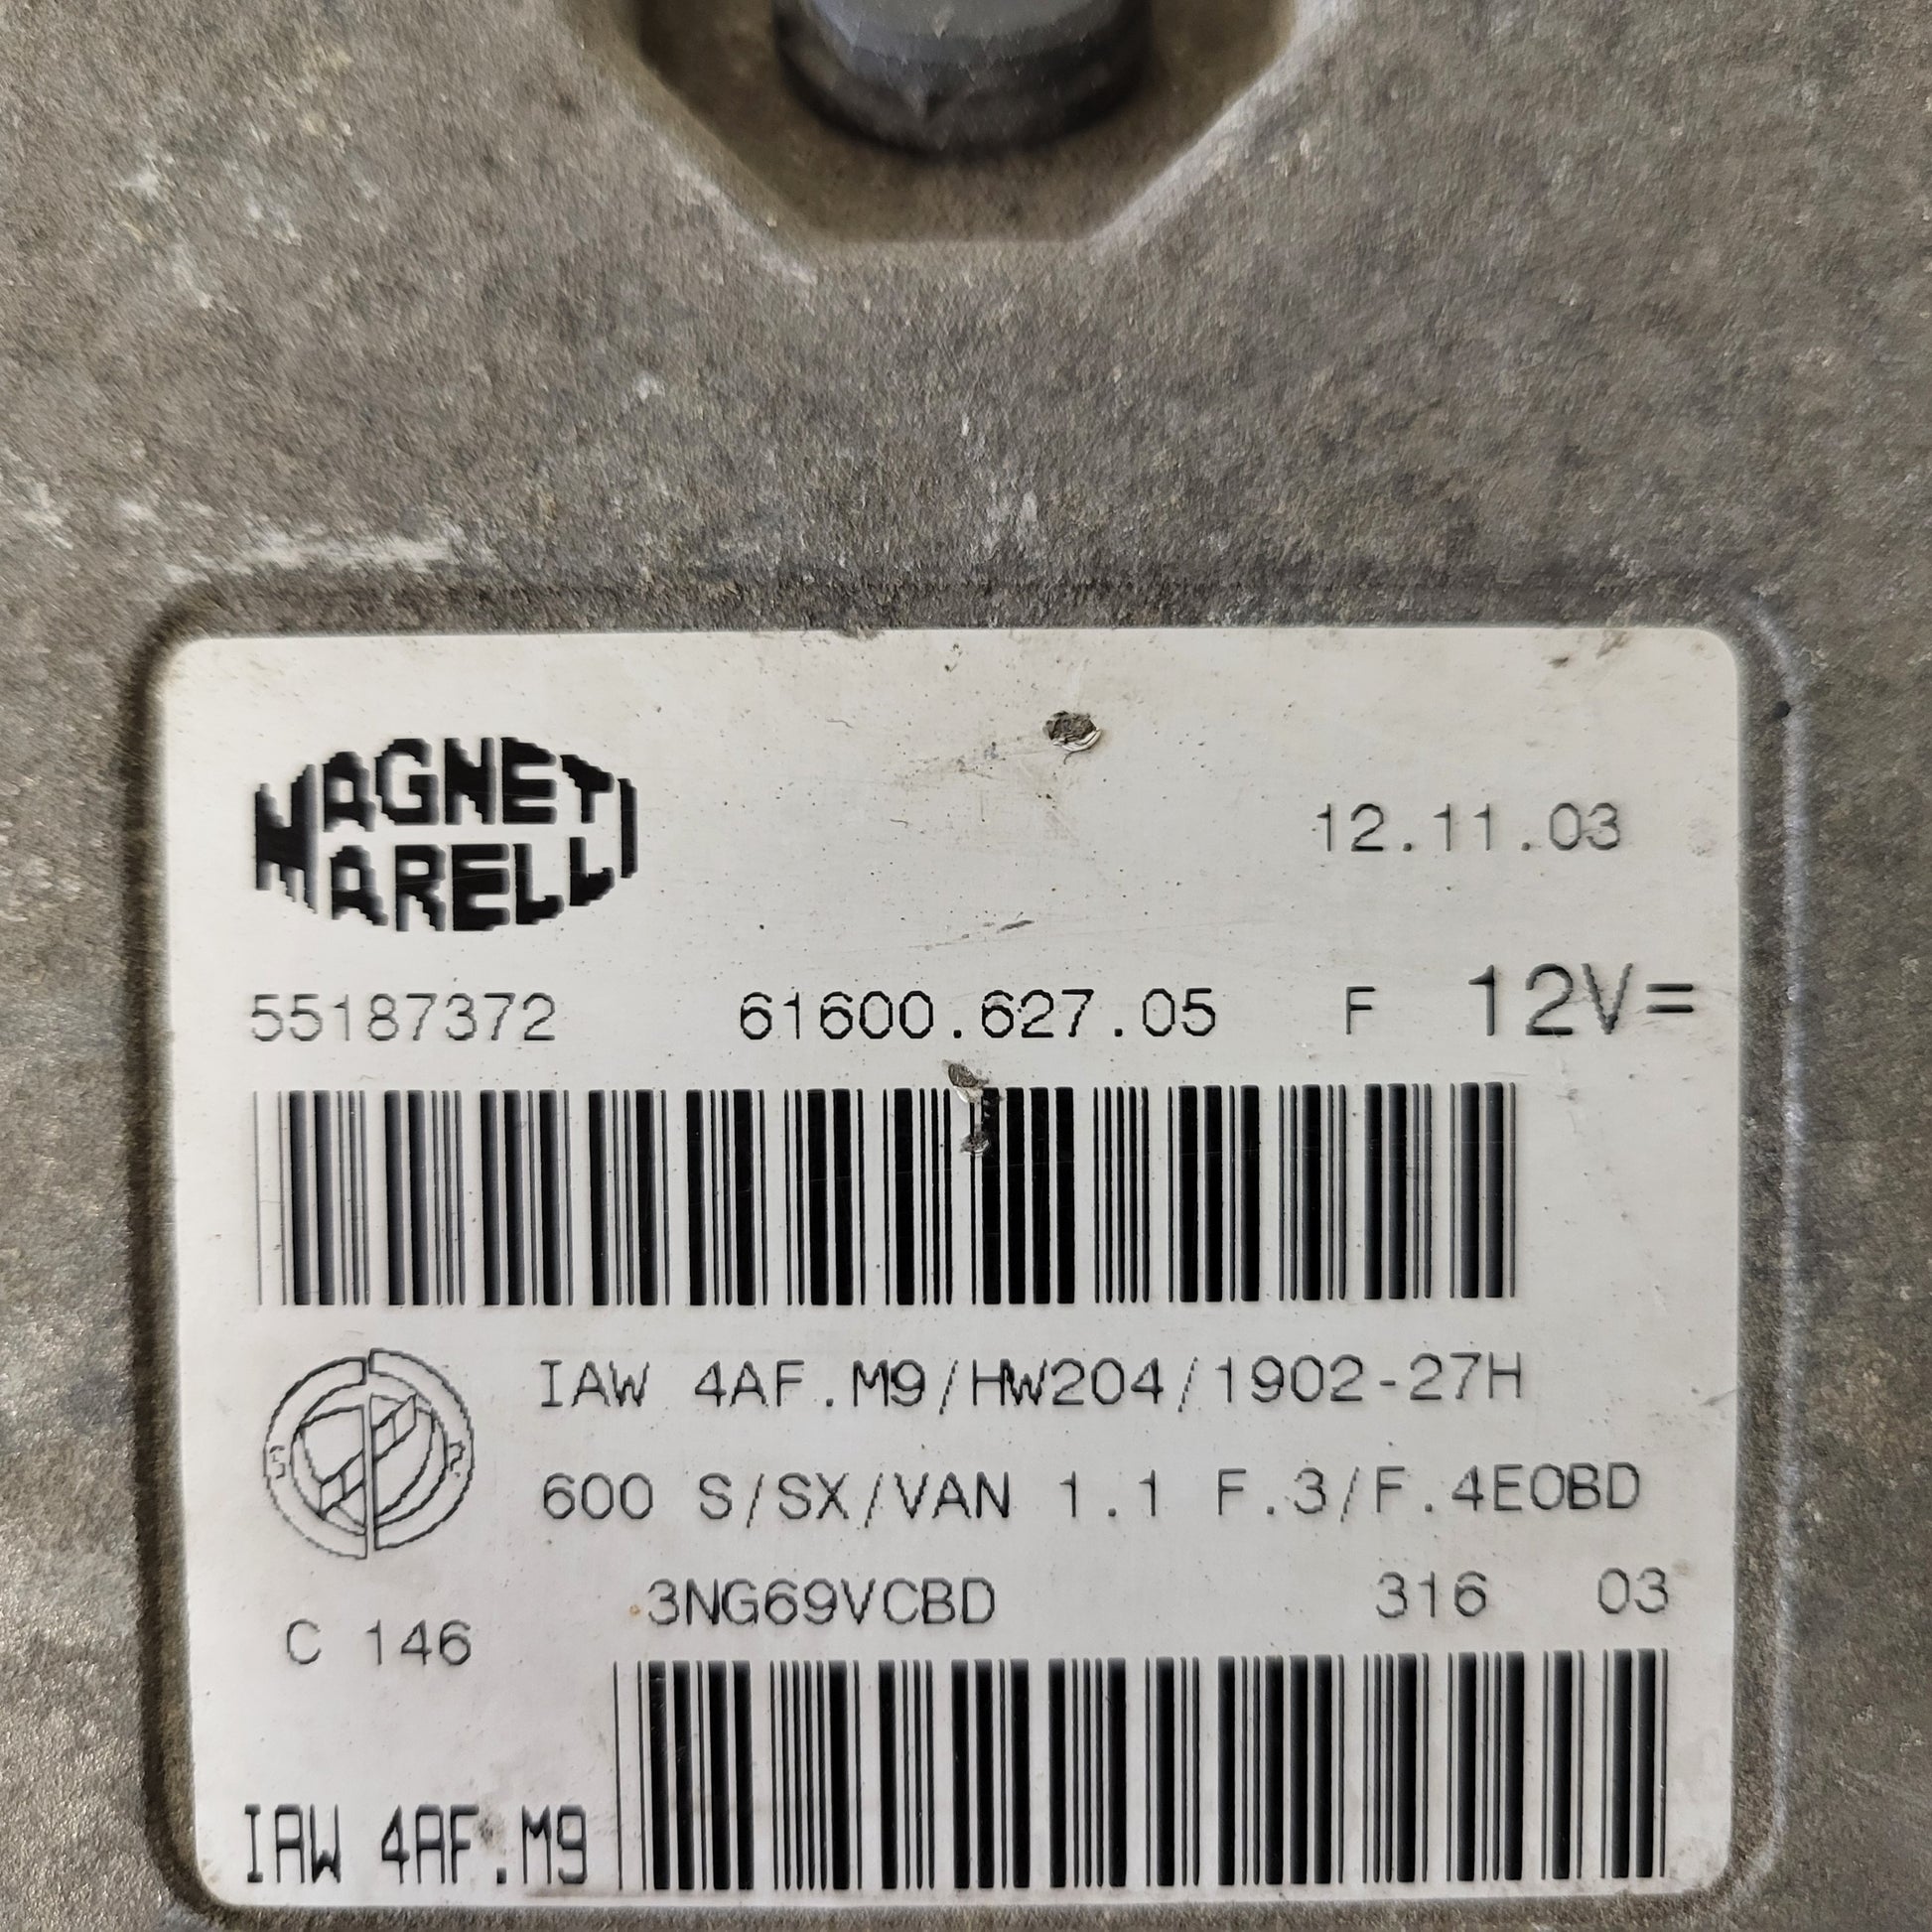 MAGNETI
MARELLI
12.11.03
55187372 61600.627.05 F 12V=
IAW 4AF.M9/HW204/1902-27H
600 S/SX/VAN 1.1 F.3/F.4EOBD
3NG69VCBD 316 03
C 146
IAW 4AF.M9